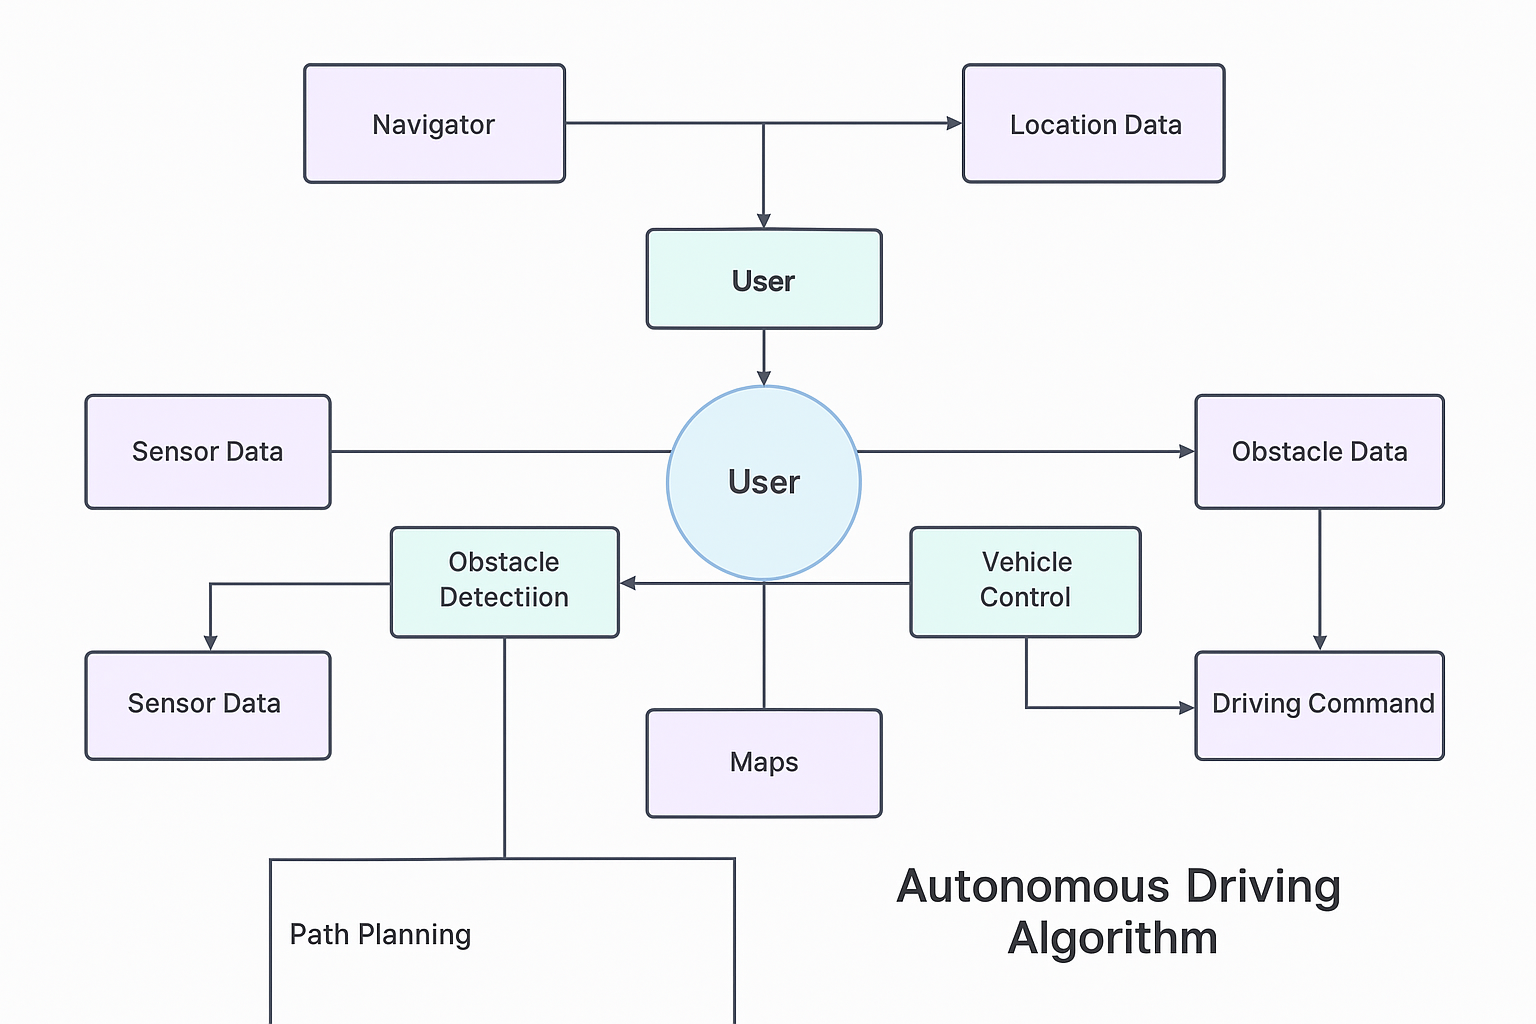 Navigator
Location Data
User
Sensor Data
User
Obstacle Data
Obstacle
Detectiion
Vehicle
Control
Sensor Data
Maps
Driving Command
Path Planning
Autonomous Driving
Algorithm